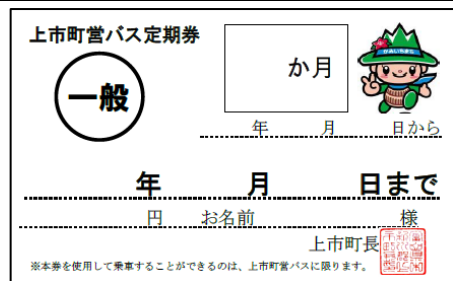 上市町営バス定期券
一般
か月
年 月 日から
年 月 日まで
円 お名前 様
上市町長
※本券を使用して乗車することができるのは、上市町営バスに限ります。